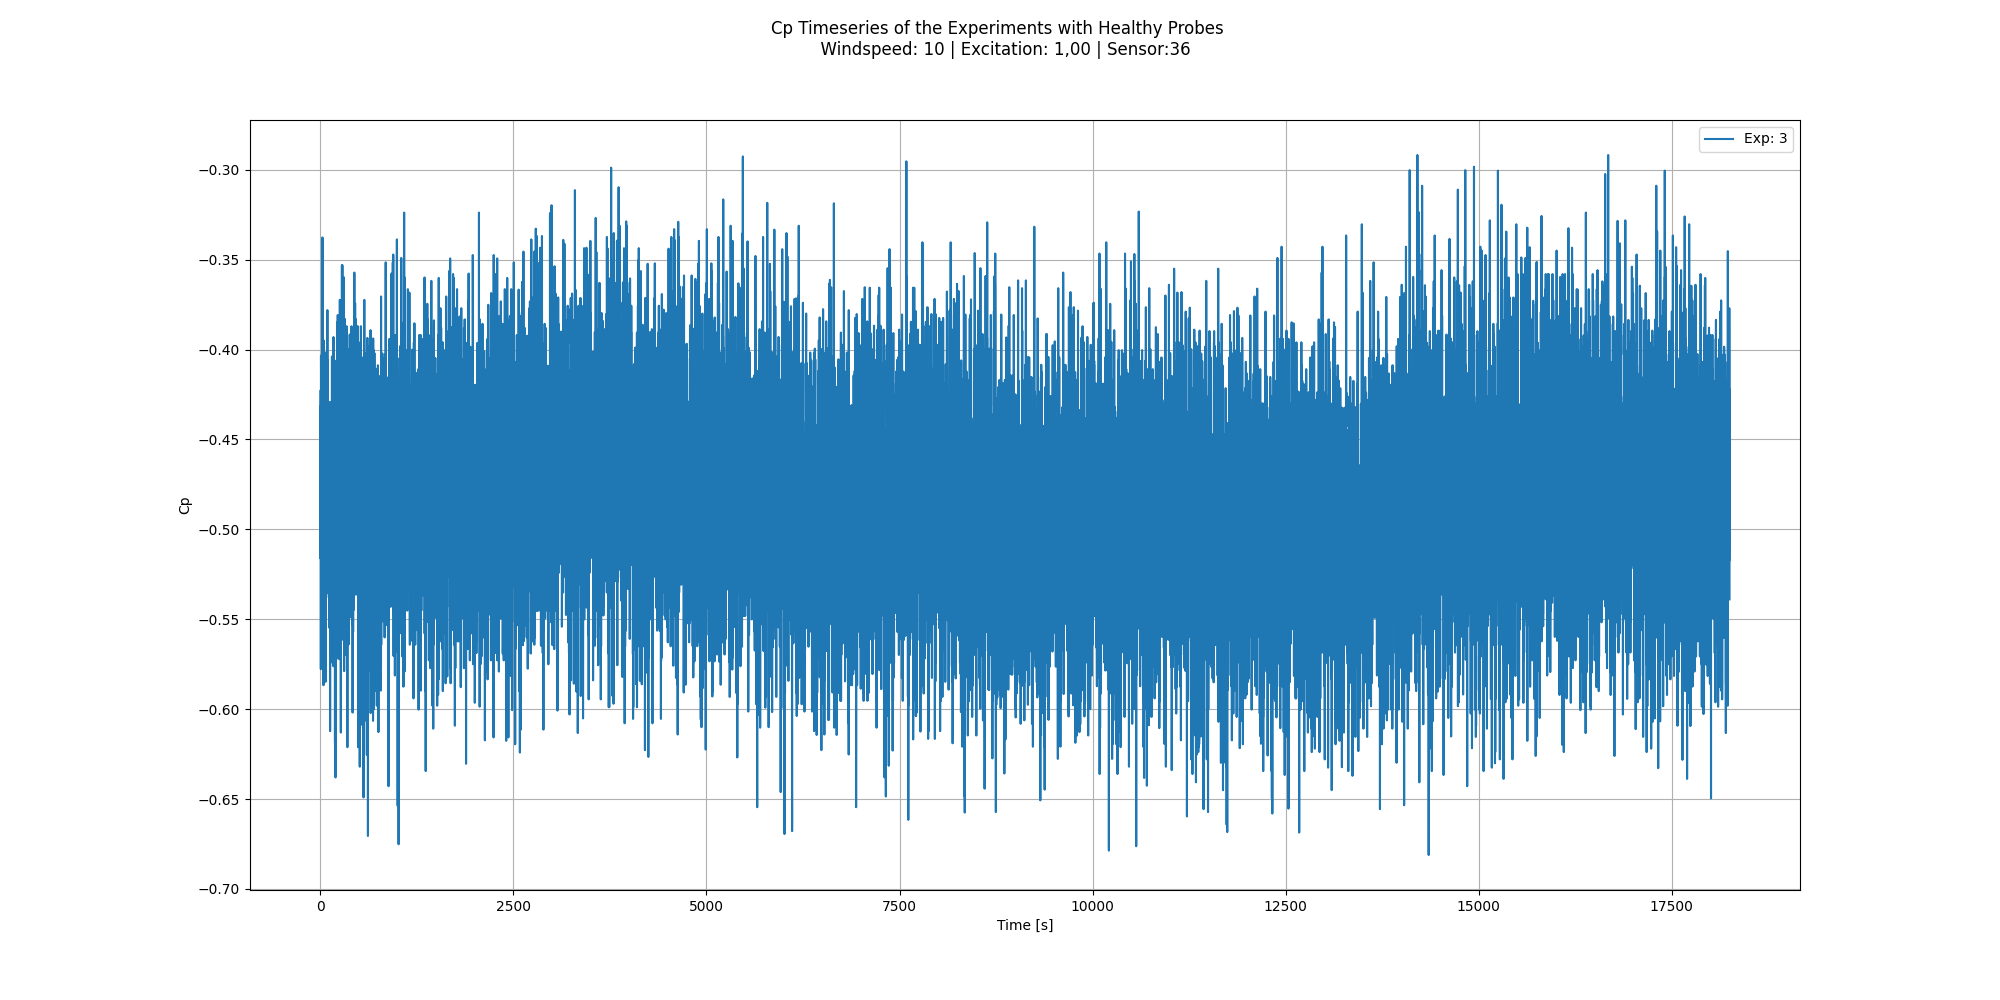 Cp Timeseries of the Experiments with Healthy Probes
Windspeed: 10 | Excitation: 1,00 | Sensor:36
Exp: 3
−0.30
−0.35
−0.40
−0.45
−0.50
−0.55
−0.60
−0.65
−0.70
Cp
0 2500 5000 7500 10000 12500 15000 17500
Time [s]